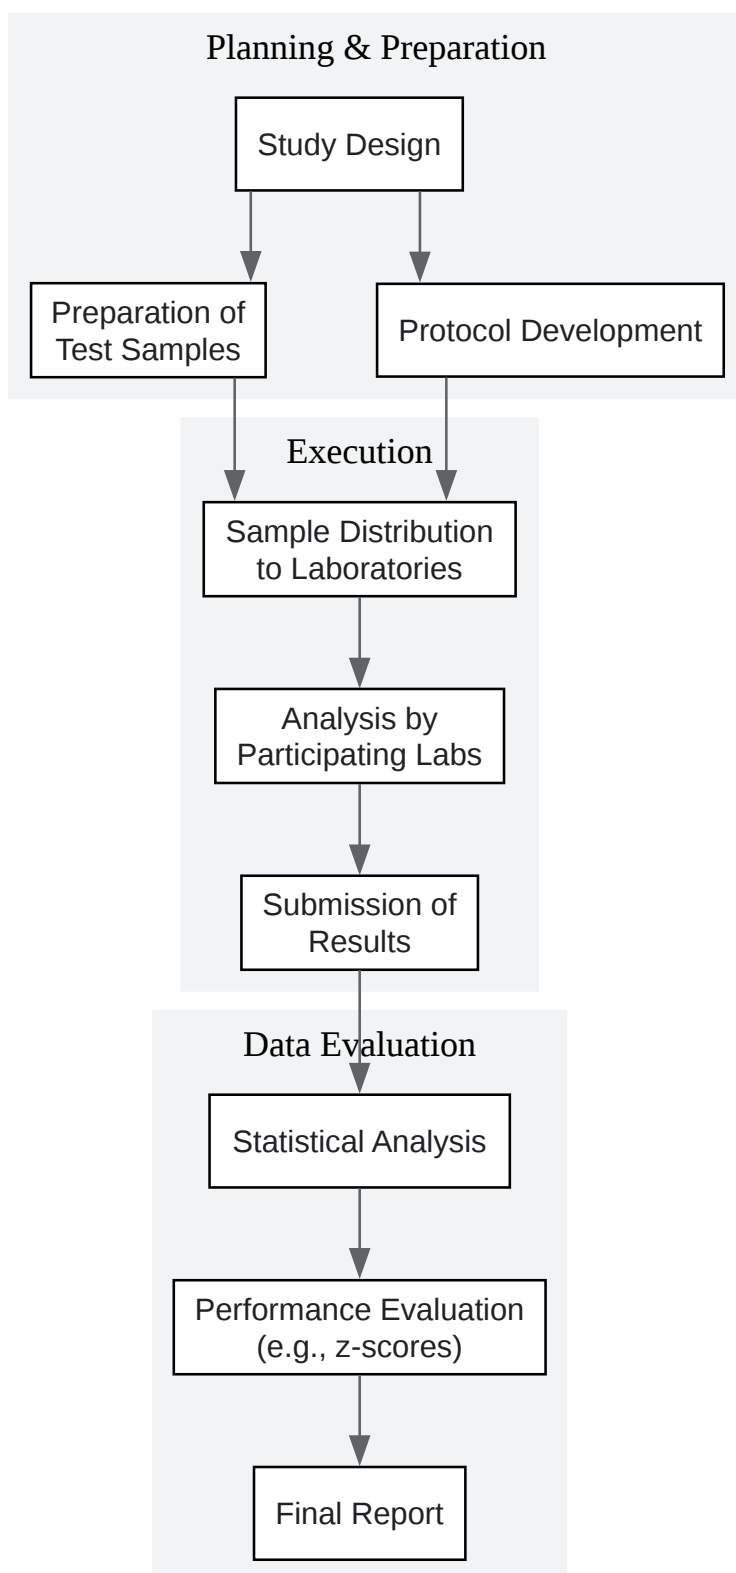 Planning & Preparation
Study Design
Preparation of
Test Samples
Protocol Development
Execution
Sample Distribution
to Laboratories
Analysis by
Participating Labs
Submission of
Results
Data Evaluation
Statistical Analysis
Performance Evaluation
(e.g., z-scores)
Final Report